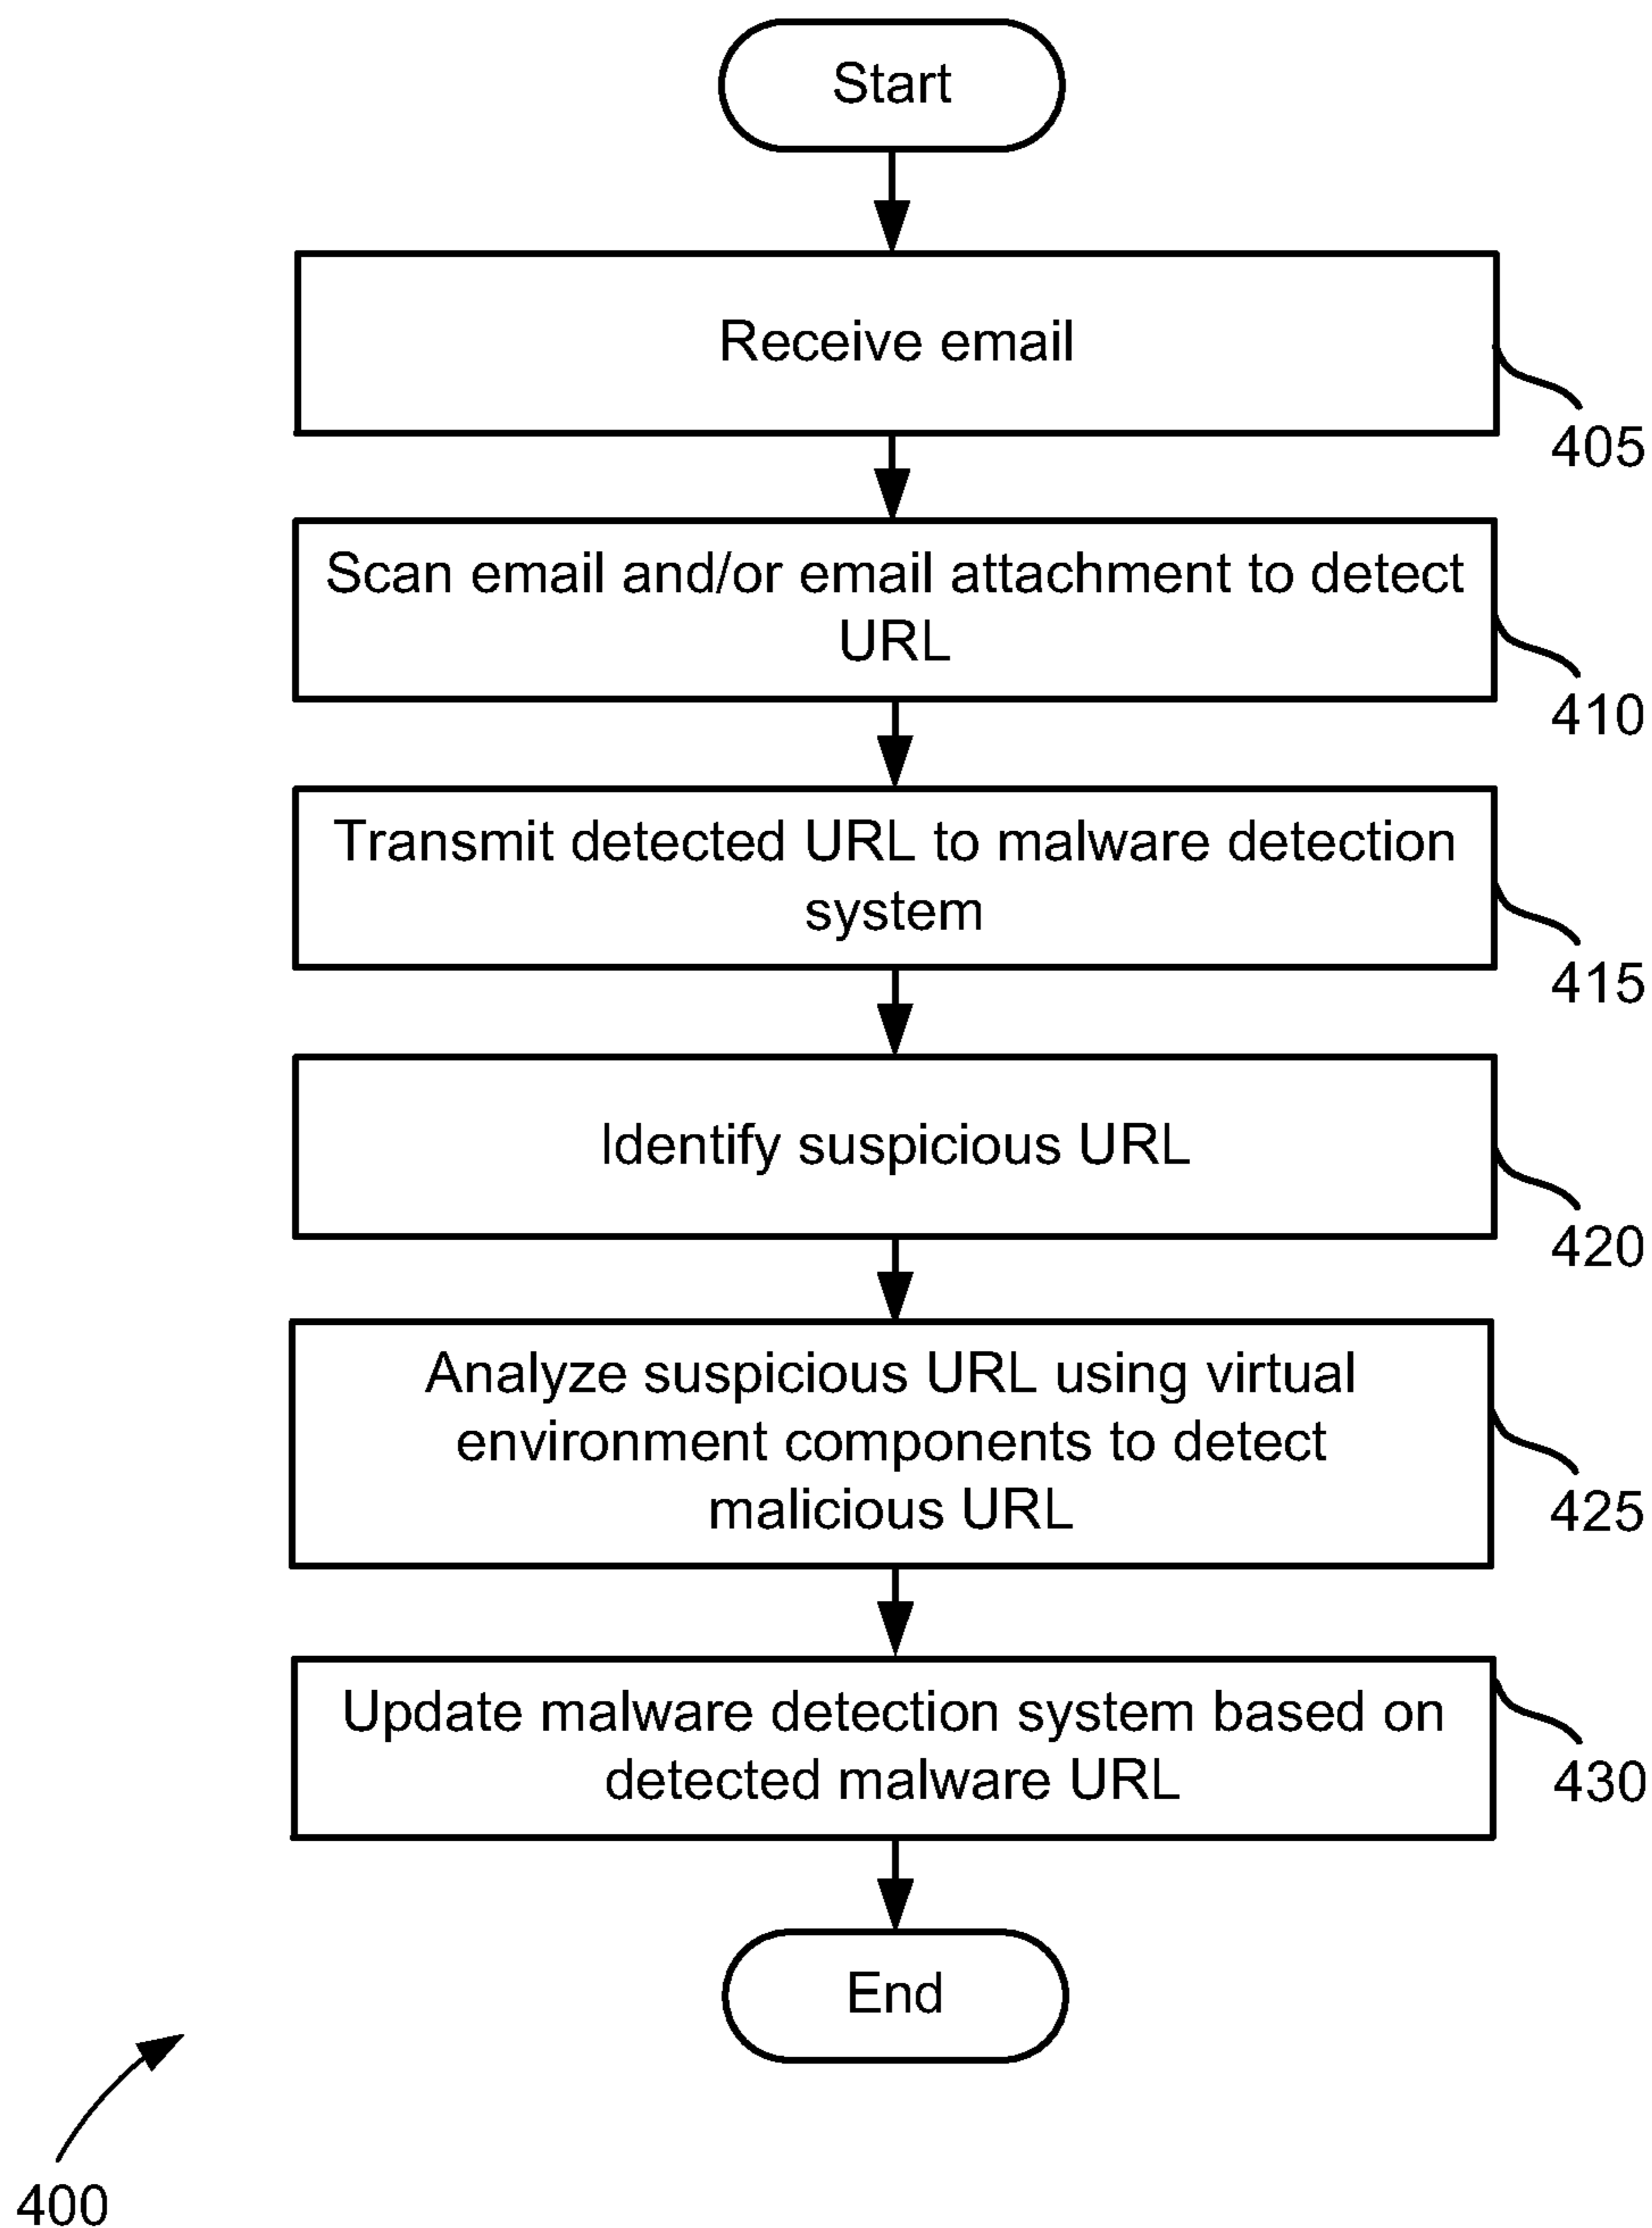 Start
Receive email
405
Scan email and/or email attachment to detect
URL
410
Transmit detected URL to malware detection
system
415
Identify suspicious URL
420
Analyze suspicious URL using virtual
environment components to detect
malicious URL
425
Update malware detection system based on
detected malware URL
430
End
400